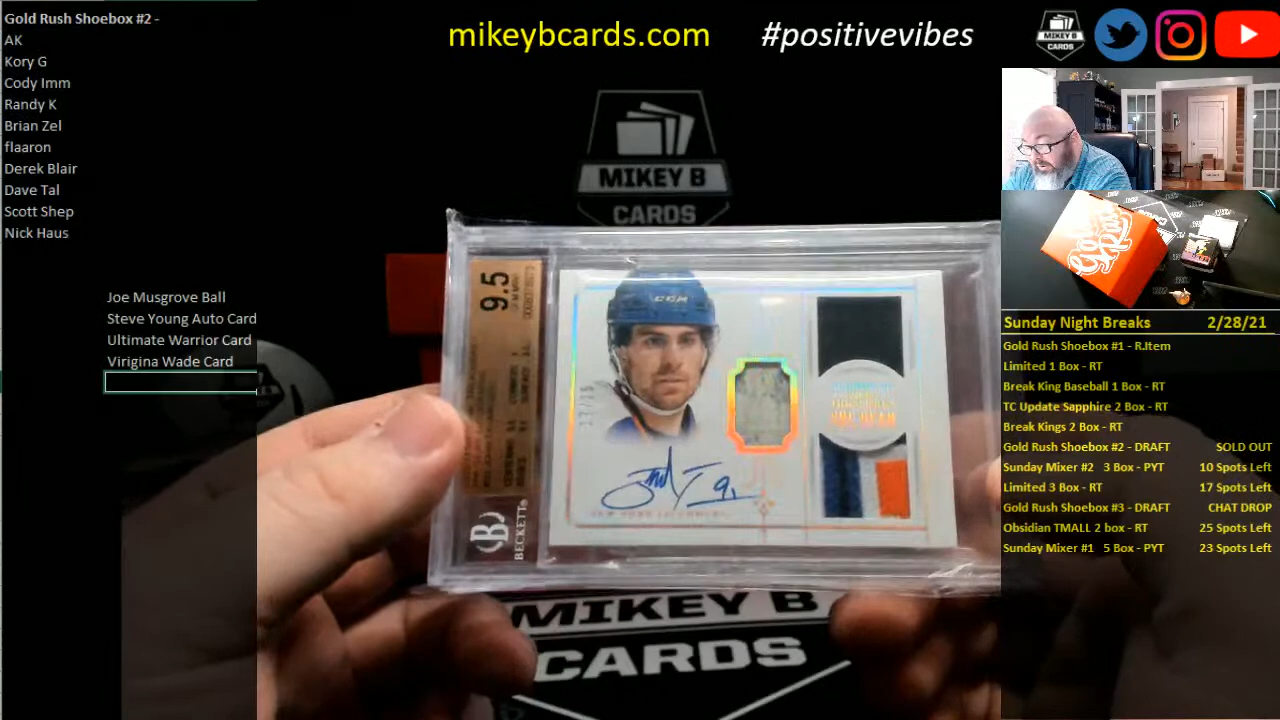 Gold Rush Shoebox #2 -
AK
Kory G
Cody Imm
Randy K
Brian Zel
flaaron
Derek Blair
Dave Tal
Scott Shep
Nick Haus
Joe Musgrove Ball
Steve Young Auto Card
Ultimate Warrior Card
Virigina Wade Card
mikeybcards.com
#positivevibes
MIKEY B
CARDS
MIKEY B
CARDS
9.5
CCM
BECKETT
91
MIKEY B
CARDS
Sunday Night Breaks 2/28/21
Gold Rush Shoebox #1 - R.Item
Limited 1 Box - RT
Break King Baseball 1 Box - RT
TC Update Sapphire 2 Box - RT
Break Kings 2 Box - RT
Gold Rush Shoebox #2 - DRAFT SOLD OUT
Sunday Mixer #2 3 Box - PYT 10 Spots Left
Limited 3 Box - RT 17 Spots Left
Gold Rush Shoebox #3 - DRAFT CHAT DROP
Obsidian TMALL 2 box - RT 25 Spots Left
Sunday Mixer #1 5 Box - PYT 23 Spots Left